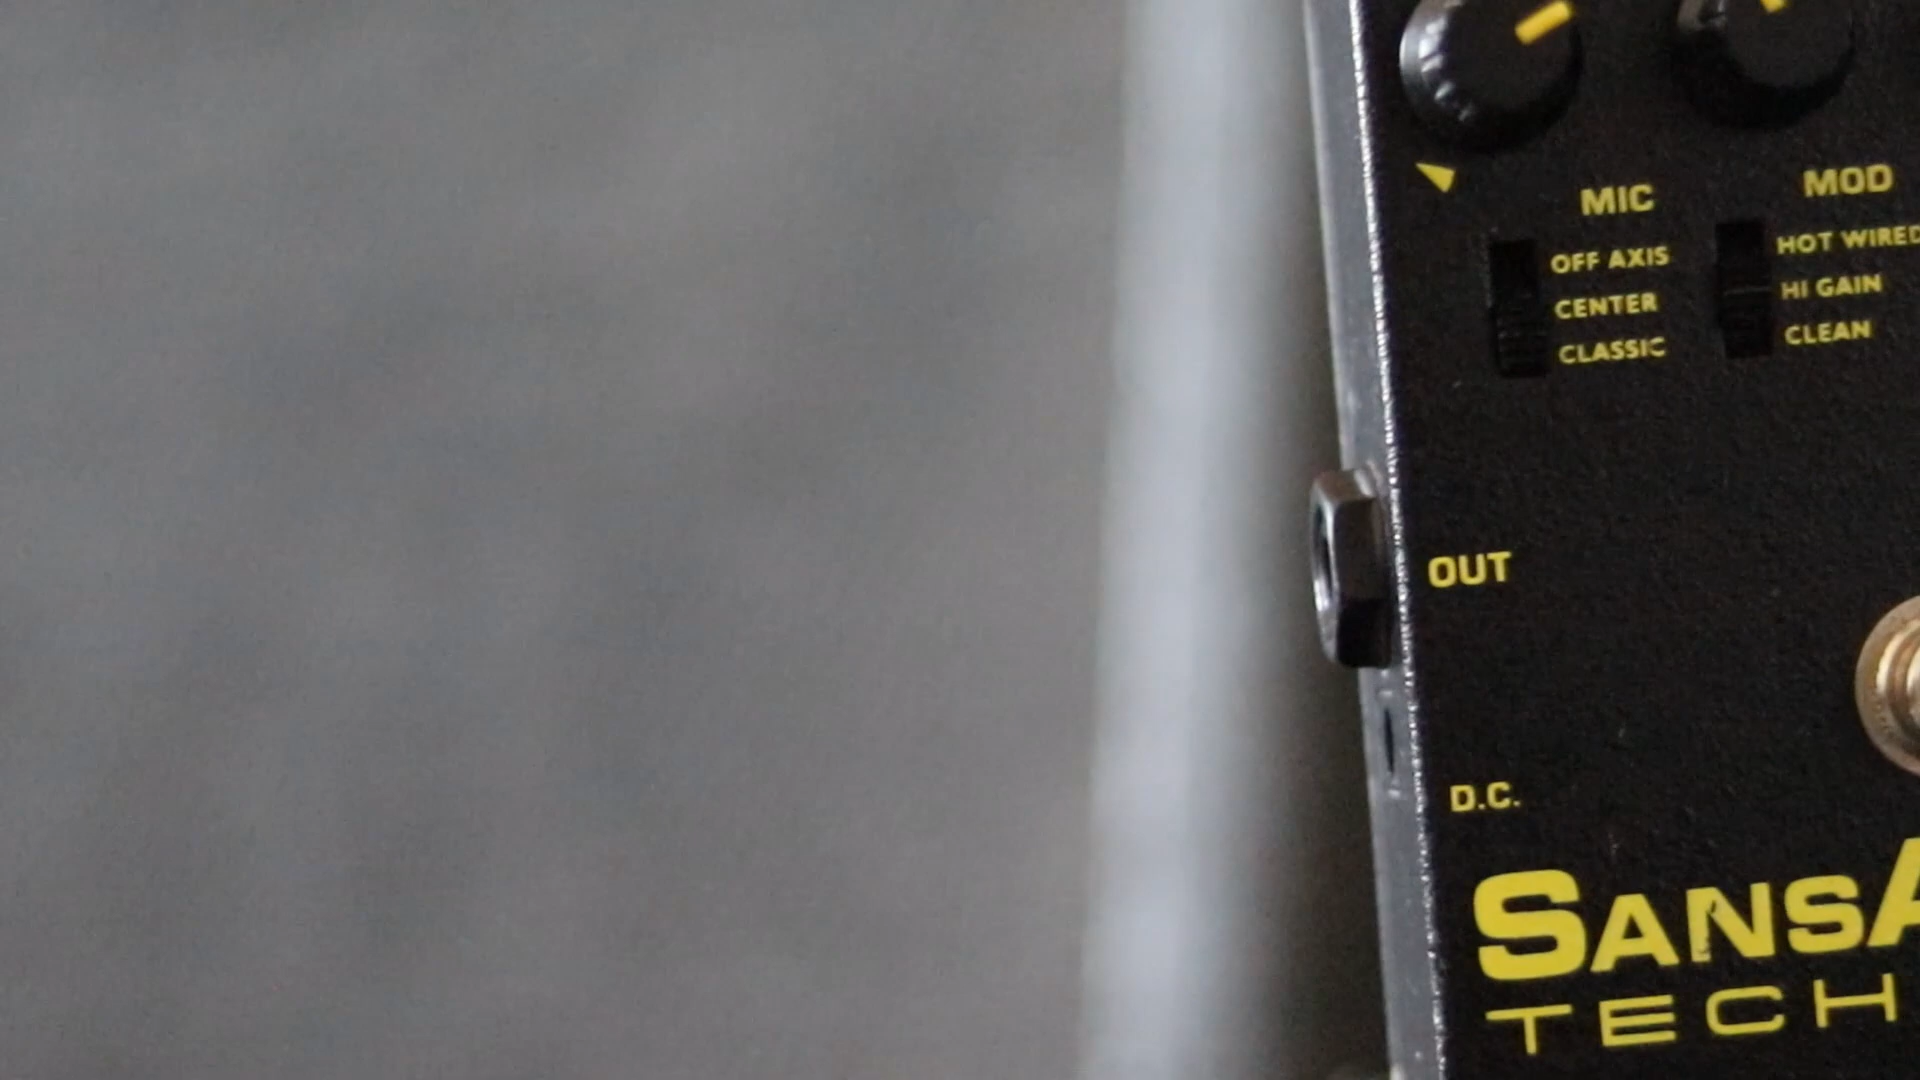 MIC
OFF AXIS
CENTER
CLASSIC
MOD
HOT WIRED
HI GAIN
CLEAN
OUT
D.C.
SANSA
TECH